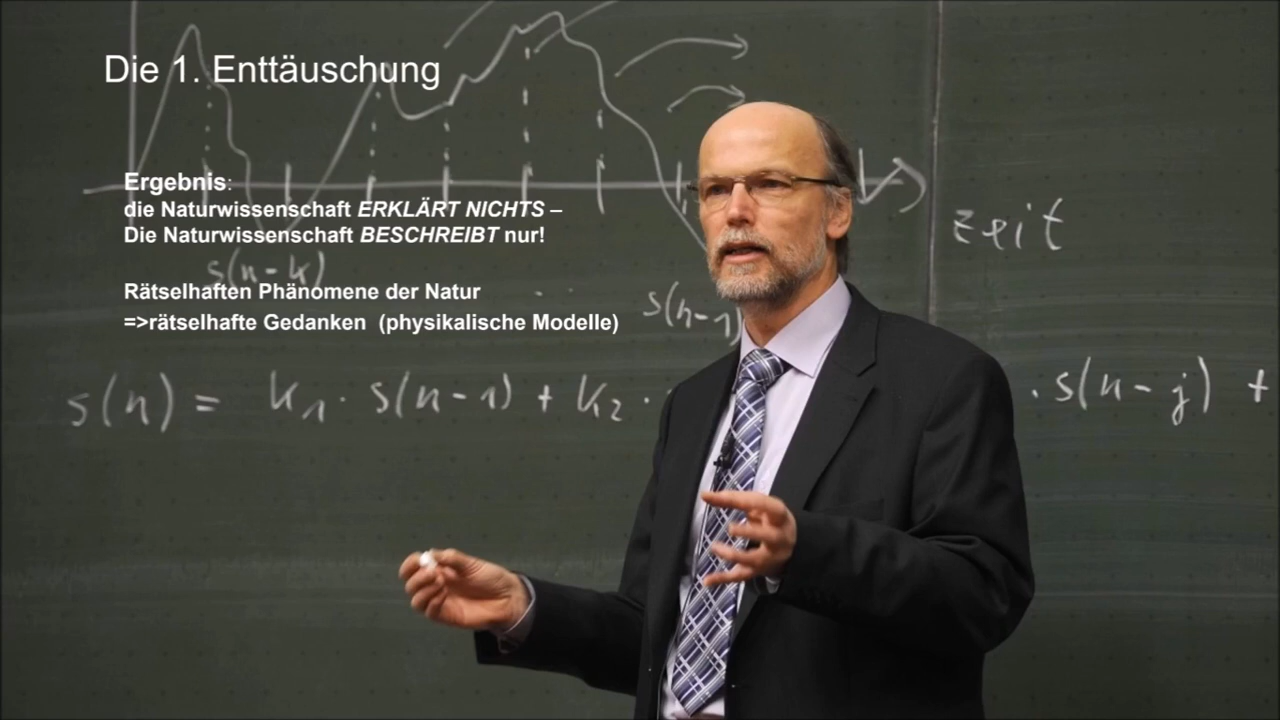 Die 1. Enttäuschung
Ergebnis:
die Naturwissenschaft ERKLÄRT NICHTS –
Die Naturwissenschaft BESCHREIBT nur!
Zeit
s(n-k)
Rätselhaften Phänomene der Natur
s(n-1)
=>rätselhafte Gedanken (physikalische Modelle)
s(n) = k₁· s(n-1) + k₂ · · s(n-j) +